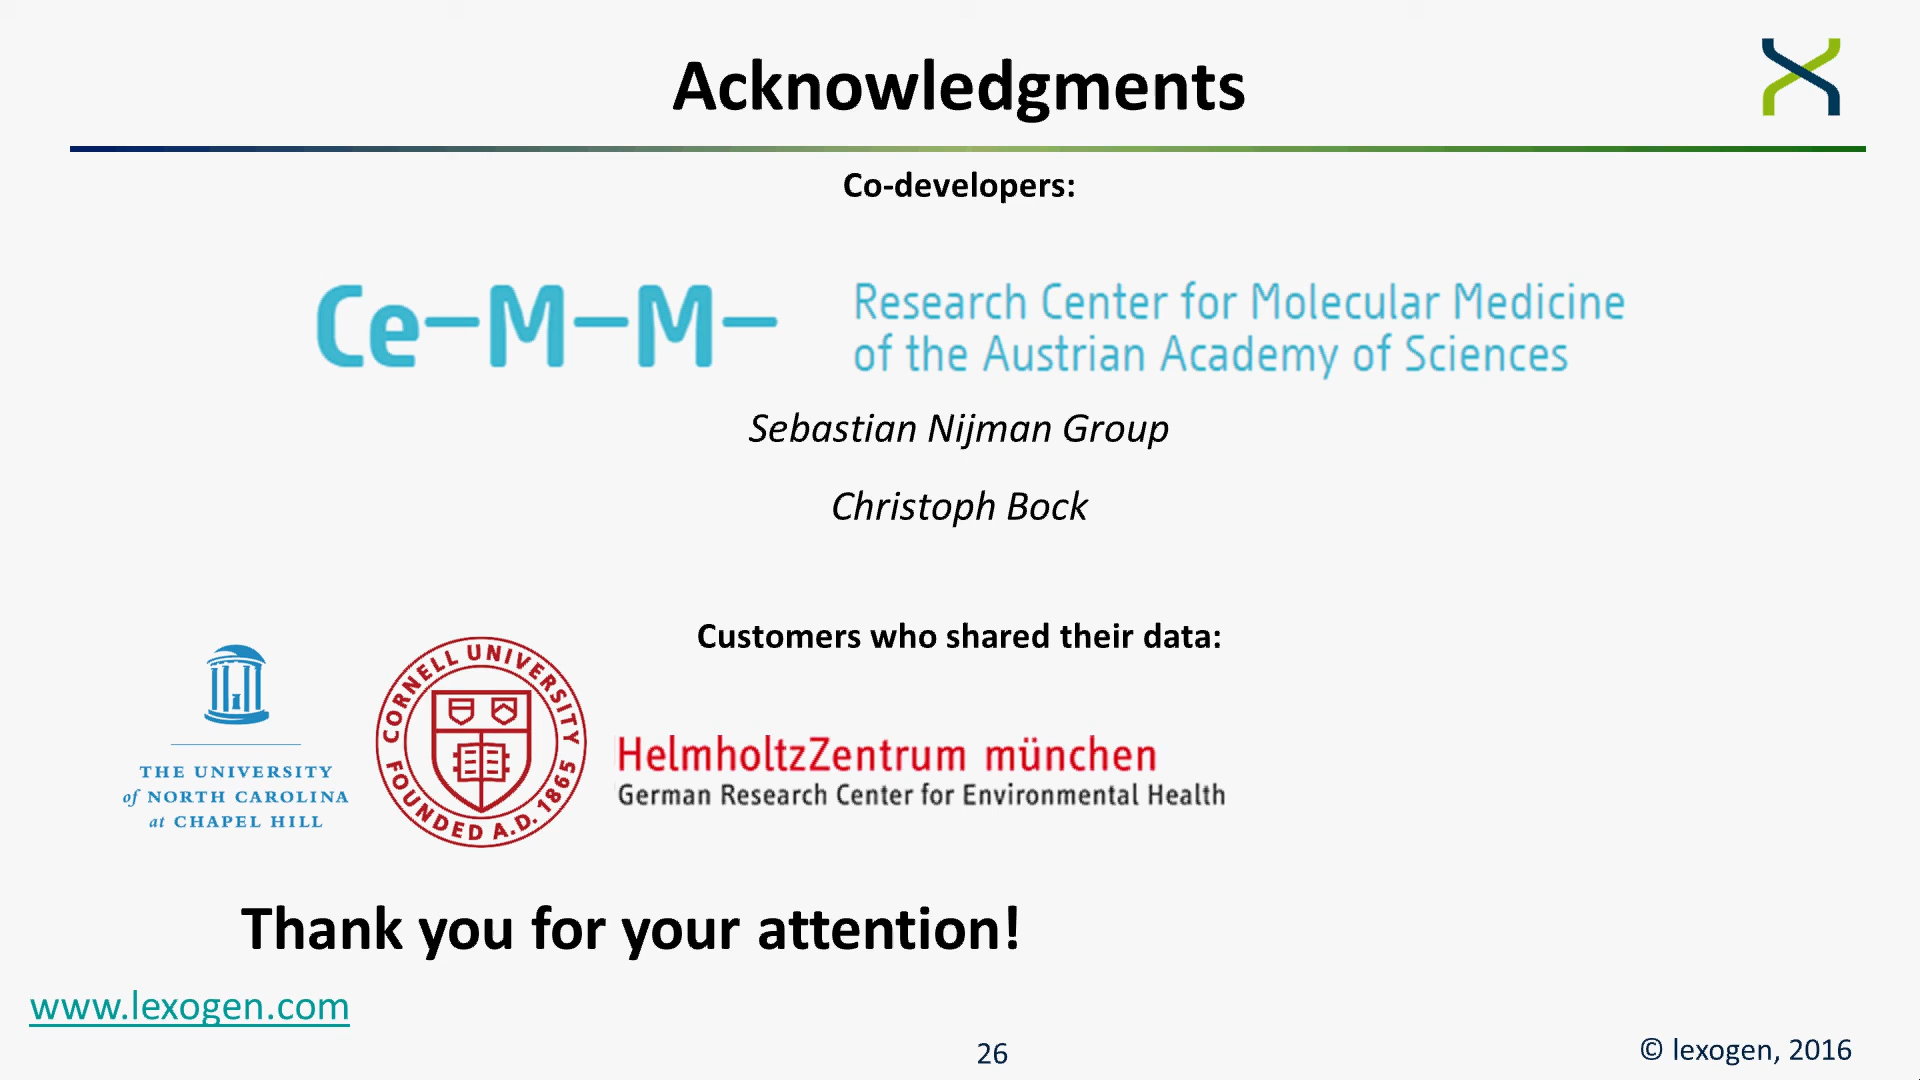 Acknowledgments
Co-developers:
Ce–M–M–
Research Center for Molecular Medicine
of the Austrian Academy of Sciences
Sebastian Nijman Group
Christoph Bock
Customers who shared their data:
THE UNIVERSITY
of NORTH CAROLINA
at CHAPEL HILL
CORNELL UNIVERSITY
FOUNDED A.D. 1865
HelmholtzZentrum münchen
German Research Center for Environmental Health
Thank you for your attention!
www.lexogen.com
26
© lexogen, 2016